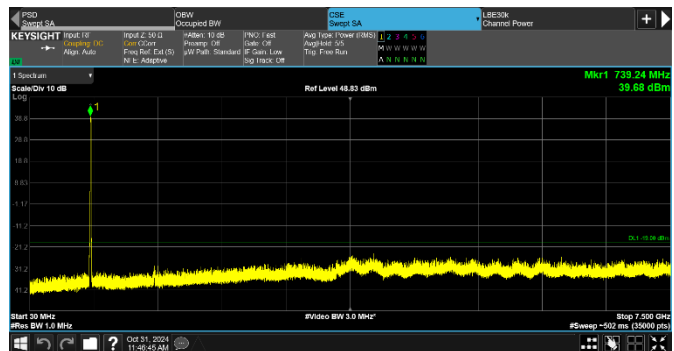 PSD
Swept SA
OBW
Occupied BW
CSE
Swept SA
LBE30k
Channel Power
KEYSIGHT
Input: RF
Coupling: DC
Align: Auto
Input Z: 50 Ω
Corr CCorr
Freq Ref: Ext (S)
NFE: Adaptive
#Atten: 10 dB
Preamp: Off
µW Path: Standard
PNO: Fast
Gate: Off
IF Gain: Low
Sig Track: Off
Avg Type: Power (RMS)
Avg|Hold: 5/5
Trig: Free Run
1 2 3 4 5 6
M W W W W W
A N N N N N
1 Spectrum
Scale/Div 10 dB
Ref Level 48.83 dBm
Mkr1 739.24 MHz
39.68 dBm
Log
1
38.8
28.8
18.8
8.83
-1.17
-11.2
-21.2
-31.2
-41.2
Start 30 MHz
#Res BW 1.0 MHz
#Video BW 3.0 MHz*
Stop 7.500 GHz
#Sweep ~502 ms (35000 pts)
Oct 31, 2024
11:46:45 AM